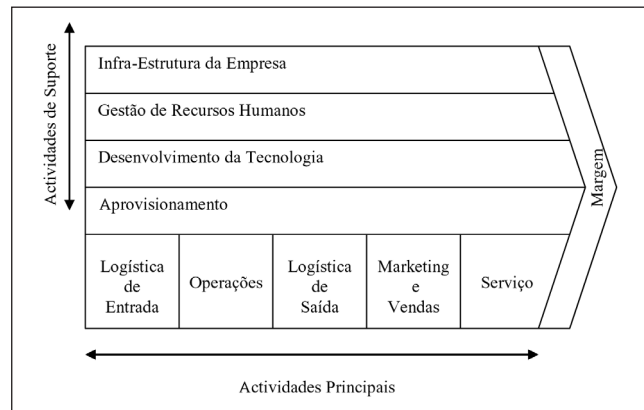 Actividades de Suporte
Infra-Estrutura da Empresa
Gestão de Recursos Humanos
Desenvolvimento da Tecnologia
Aprovisionamento
Margem
Logística
de
Entrada
Operações
Logística
de
Saída
Marketing
e
Vendas
Serviço
Actividades Principais